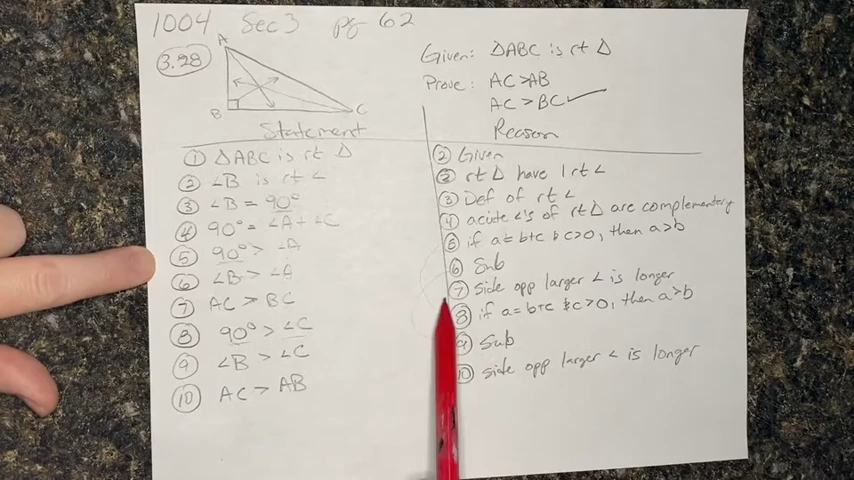 1004 Sec 3 pg 62
3.28
A
B
C
Given: △ABC is rt △
Prove: AC>AB
AC > BC ✓
Statement
Reason
① △ABC is rt △
② Given
② ∠B is rt ∠
② rt △ have 1 rt ∠
③ ∠B = 90°
③ Def of rt ∠
④ 90° = ∠A + ∠C
④ acute ∠'s of rt △ are complementary
⑤ 90° > ∠A
⑤ if a = b+c & c>0, then a>b
⑥ ∠B > ∠A
⑥ Sub
⑦ AC > BC
⑦ Side opp larger ∠ is longer
⑧ 90° > ∠C
⑧ if a = b+c & c>0, then a>b
⑨ ∠B > ∠C
⑨ Sub
⑩ AC > AB
⑩ side opp larger ∠ is longer